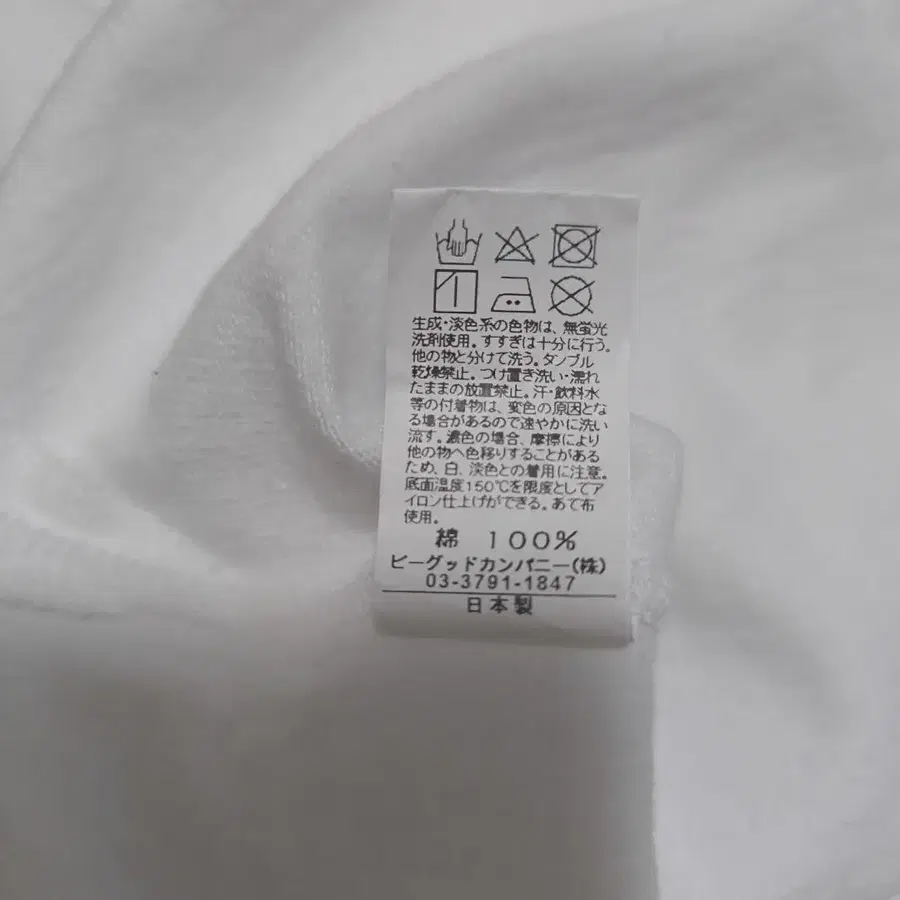 生成・淡色系の色物は、無蛍光
洗剤使用。すすぎは十分に行う。
他の物と分けて洗う。タンブル
乾燥禁止。つけ置き洗い・濡れ
たままの放置禁止。汗・飲料水
等の付着物は、変色の原因とな
る場合があるので速やかに洗い
流す。濃色の場合、摩擦により
他の物へ色移りすることがある
ため、白、淡色との着用に注意。
底面温度150℃を限度としてア
イロン仕上げができる。あて布
使用。
綿 100%
ビーグッドカンパニー(株)
03-3791-1847
日本製